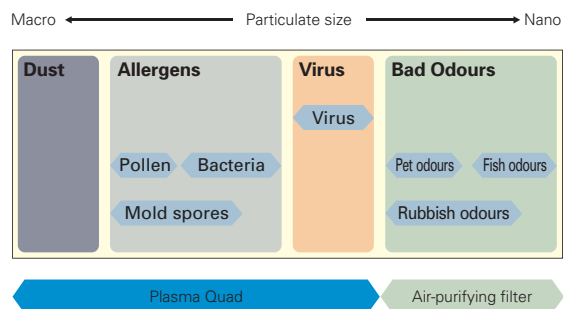 Macro Particulate size Nano
Dust Allergens Virus Bad Odours
Virus
Pollen Bacteria Pet odours Fish odours
Mold spores Rubbish odours
Plasma Quad Air-purifying filter